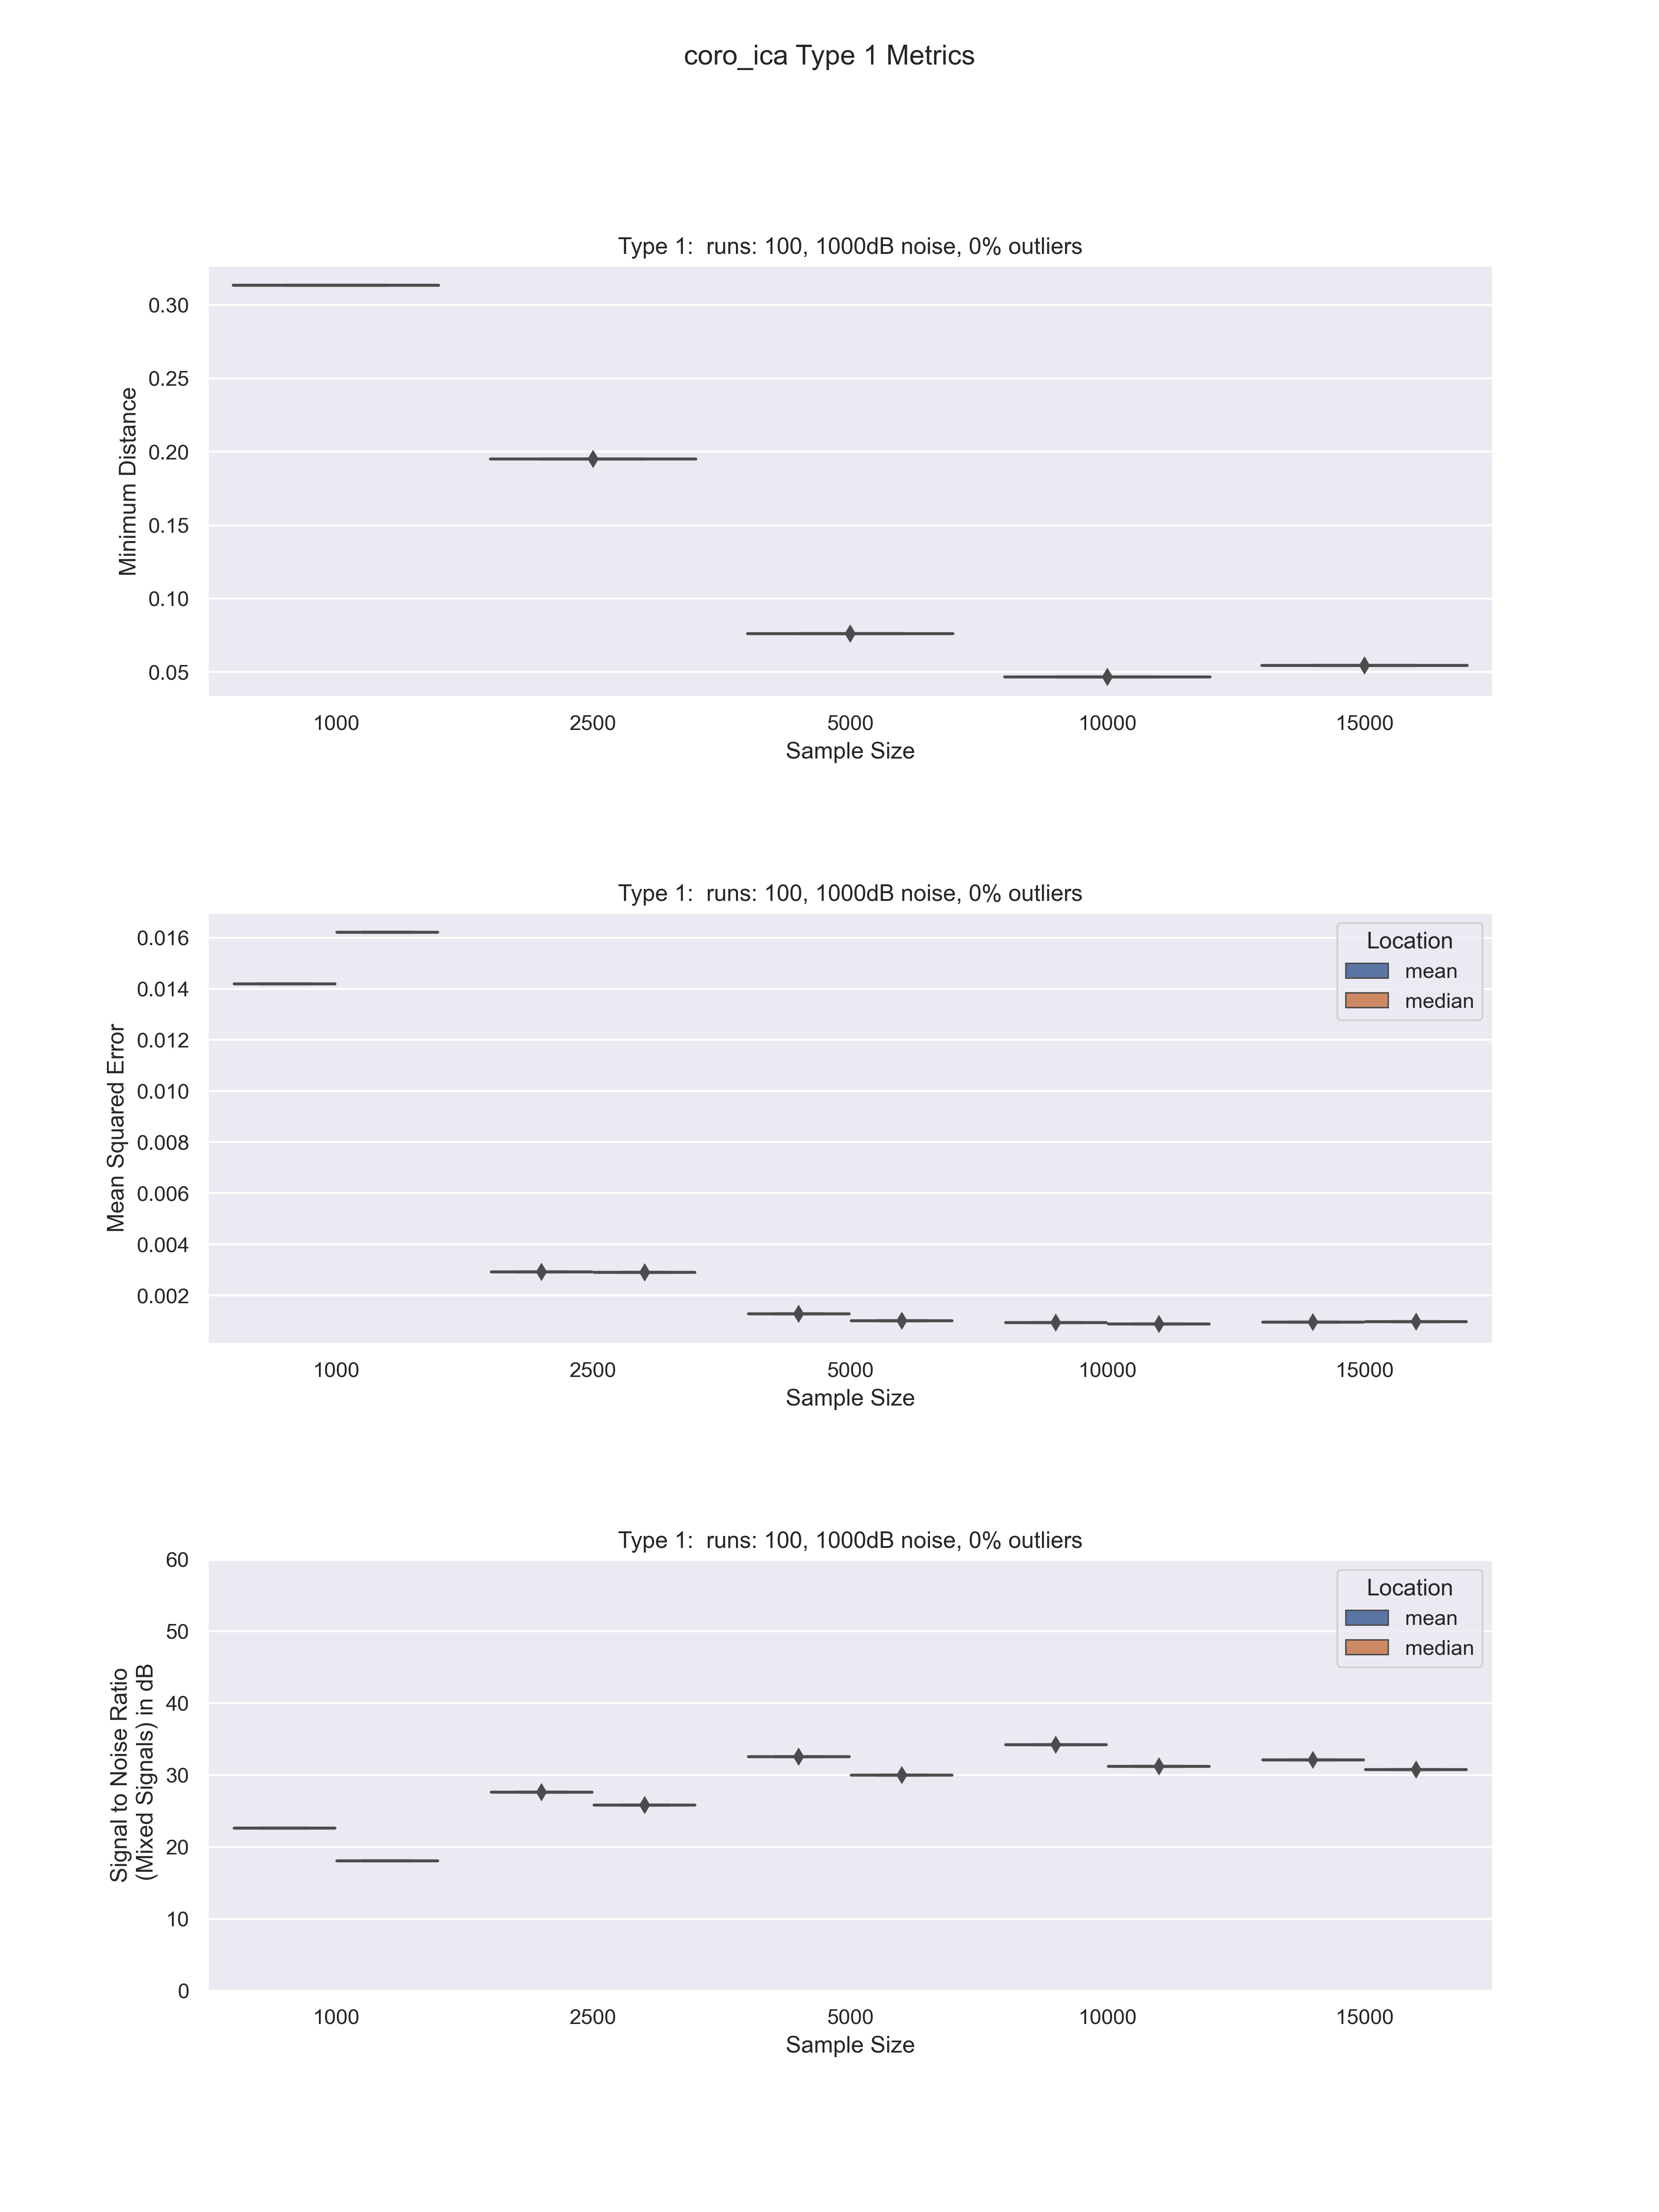 coro_ica Type 1 Metrics
Type 1:  runs: 100, 1000dB noise, 0% outliers
Minimum Distance
0.30
0.25
0.20
0.15
0.10
0.05
1000 2500 5000 10000 15000
Sample Size
Type 1:  runs: 100, 1000dB noise, 0% outliers
Mean Squared Error
0.016
0.014
0.012
0.010
0.008
0.006
0.004
0.002
Location
mean
median
1000 2500 5000 10000 15000
Sample Size
Type 1:  runs: 100, 1000dB noise, 0% outliers
Signal to Noise Ratio
(Mixed Signals) in dB
60
50
40
30
20
10
0
Location
mean
median
1000 2500 5000 10000 15000
Sample Size